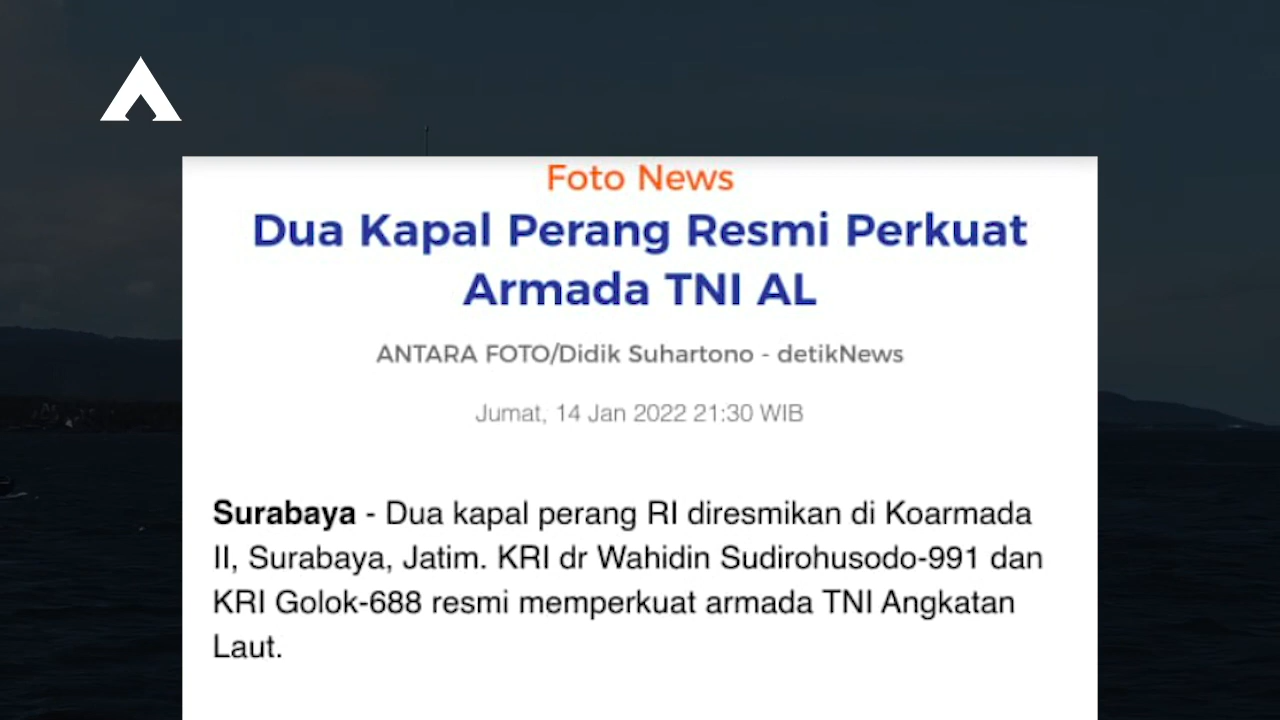 Foto News
Dua Kapal Perang Resmi Perkuat
Armada TNI AL
ANTARA FOTO/Didik Suhartono - detikNews
Jumat, 14 Jan 2022 21:30 WIB
Surabaya - Dua kapal perang RI diresmikan di Koarmada
II, Surabaya, Jatim. KRI dr Wahidin Sudirohusodo-991 dan
KRI Golok-688 resmi memperkuat armada TNI Angkatan
Laut.